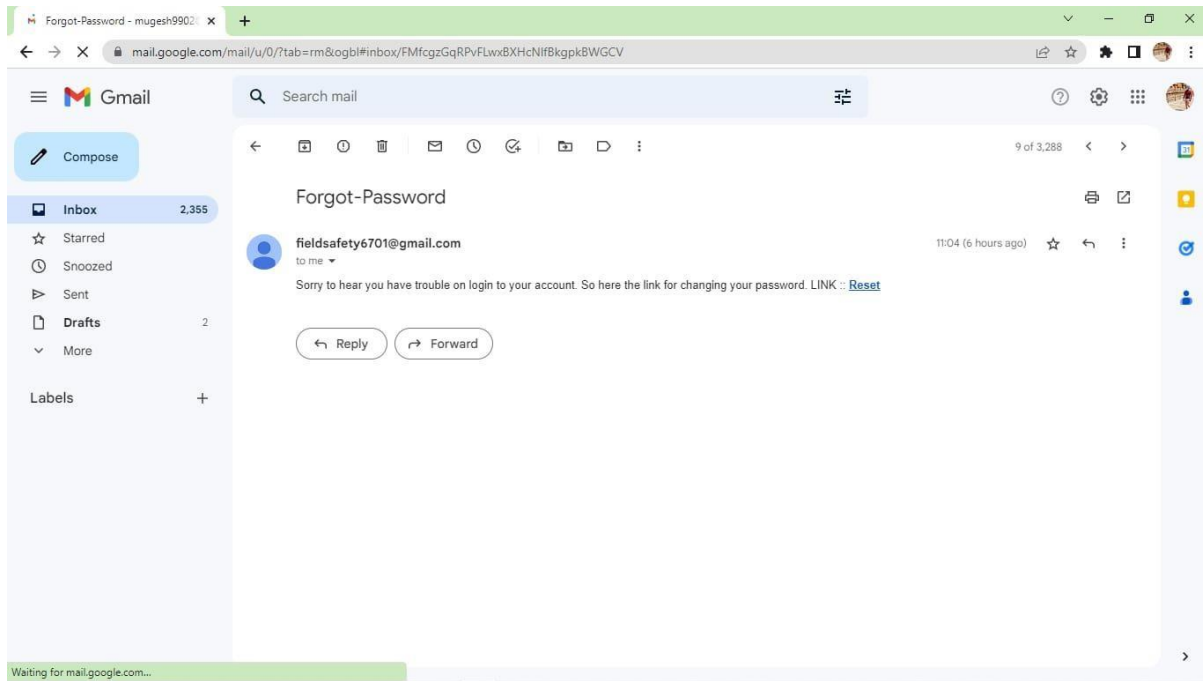 Forgot-Password - mugesh9902
mail.google.com/mail/u/0/?tab=rm&ogbl#inbox/FMfcgzGqRPvFLwxBXHcNlfBkgpkBWGCV
Gmail
Search mail
Compose
9 of 3,288
31
Inbox 2,355
Forgot-Password
Starred
fieldsafety6701@gmail.com 11:04 (6 hours ago)
to me
Snoozed
Sorry to hear you have trouble on login to your account. So here the link for changing your password. LINK :: Reset
Sent
Drafts 2
Reply Forward
More
Labels
Waiting for mail.google.com...